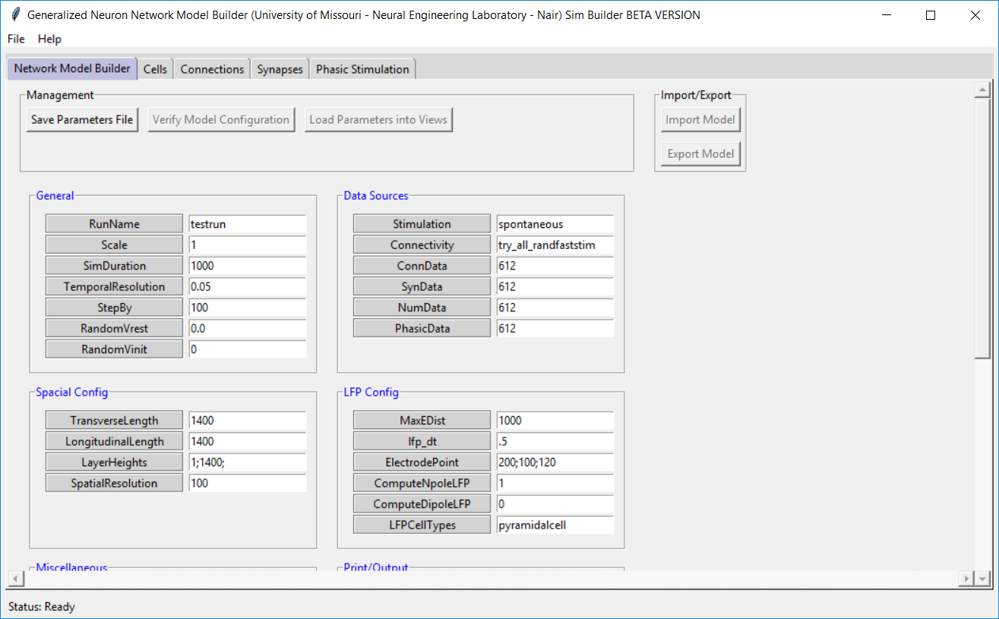 Generalized Neuron Network Model Builder (University of Missouri - Neural Engineering Laboratory - Nair) Sim Builder BETA VERSION
File Help
Network Model Builder Cells Connections Synapses Phasic Stimulation
Management
Save Parameters File Verify Model Configuration Load Parameters into Views
Import/Export
Import Model
Export Model
General
RunName testrun
Scale 1
SimDuration 1000
TemporalResolution 0.05
StepBy 100
RandomVrest 0.0
RandomVinit 0
Data Sources
Stimulation spontaneous
Connectivity try_all_randfaststim
ConnData 612
SynData 612
NumData 612
PhasicData 612
Spacial Config
TransverseLength 1400
LongitudinalLength 1400
LayerHeights 1;1400;
SpatialResolution 100
LFP Config
MaxEDist 1000
lfp_dt .5
ElectrodePoint 200;100;120
ComputeNpoleLFP 1
ComputeDipoleLFP 0
LFPCellTypes pyramidalcell
Miscellaneous
Print/Output
Status: Ready